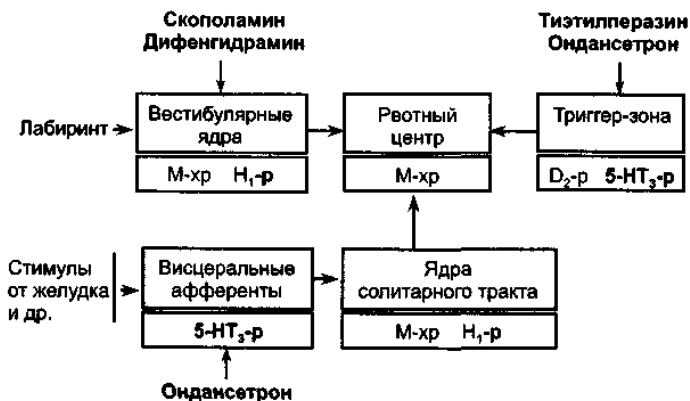 Скополамин
Дифенгидрамин
Тиэтилперазин
Ондансетрон
Лабиринт
Вестибулярные
ядра
М-хр H1-р
Рвотный
центр
М-хр
Триггер-зона
D2-р 5-HT3-р
Стимулы
от желудка
и др.
Висцеральные
афференты
5-HT3-р
Ядра
солитарного тракта
М-хр H1-р
Ондансетрон